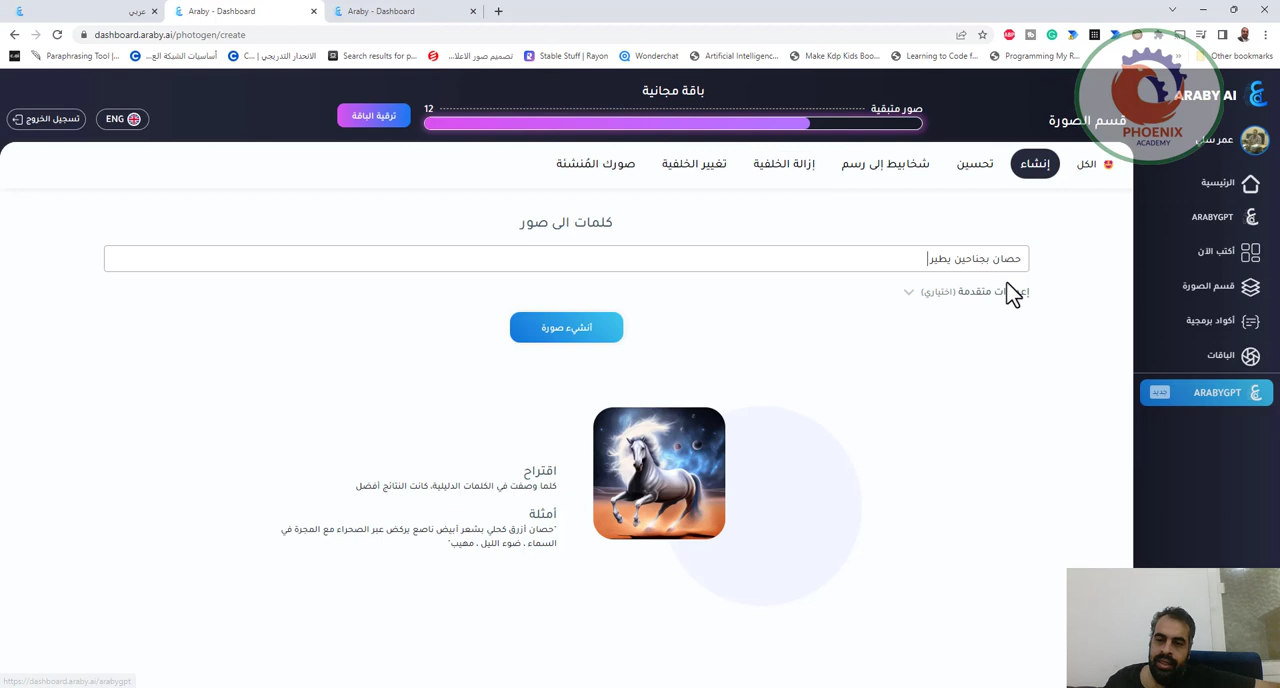 عربي
Araby - Dashboard
Araby - Dashboard
dashboard.araby.ai/photogen/create
Paraphrasing Tool |...
أساسيات الشبكة الع...
الانحدار التدريجي | C...
Search results for p...
تصميم صور الاعلا...
Stable Stuff | Rayon
Wonderchat
Artificial Intelligenc...
Make Kdp Kids Boo...
Learning to Code f...
Programming My R...
Other bookmarks
ARABY AI
PHOENIX
ACADEMY
باقة مجانية
صور متبقية
12
ترقية الباقة
ENG
تسجيل الخروج
قسم الصورة
الكل
إنشاء
تحسين
شخابيط إلى رسم
إزالة الخلفية
تغيير الخلفية
صورك المُنشئة
الرئيسية
ARABYGPT
أكتب الآن
قسم الصورة
أكواد برمجية
الباقات
ARABYGPT
جديد
كلمات الى صور
حصان بجناحين يطير
متقدمة (اختياري)
أنشيء صورة
اقتراح
كلما وصفت في الكلمات الدليلية، كانت النتائج أفضل
أمثلة
"حصان أزرق كحلي بشعر أبيض ناصع يركض عبر الصحراء مع المجرة في
السماء ، ضوء الليل ، مهيب"
https://dashboard.araby.ai/arabygpt